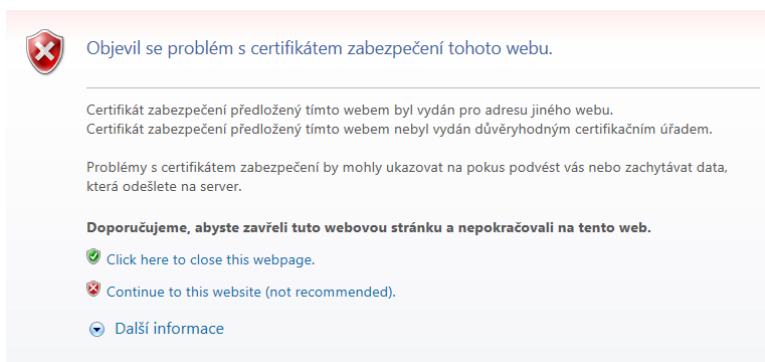 Objevil se problém s certifikátem zabezpečení tohoto webu.
Certifikát zabezpečení předložený tímto webem byl vydán pro adresu jiného webu.
Certifikát zabezpečení předložený tímto webem nebyl vydán důvěryhodným certifikačním úřadem.
Problémy s certifikátem zabezpečení by mohly ukazovat na pokus podvést vás nebo zachytávat data,
která odešlete na server.
Doporučujeme, abyste zavřeli tuto webovou stránku a nepokračovali na tento web.
Click here to close this webpage.
Continue to this website (not recommended).
Další informace